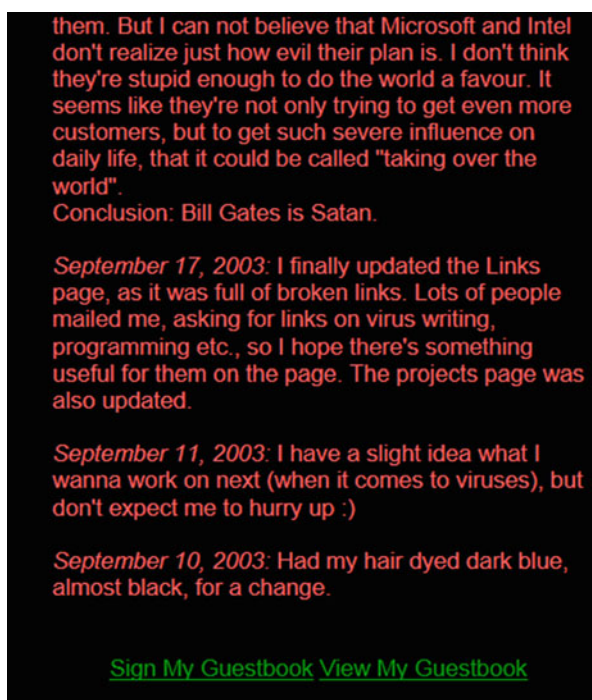 them. But I can not believe that Microsoft and Intel
don't realize just how evil their plan is. I don't think
they're stupid enough to do the world a favour. It
seems like they're not only trying to get even more
customers, but to get such severe influence on
daily life, that it could be called "taking over the
world".
Conclusion: Bill Gates is Satan.
September 17, 2003: I finally updated the Links
page, as it was full of broken links. Lots of people
mailed me, asking for links on virus writing,
programming etc., so I hope there's something
useful for them on the page. The projects page was
also updated.
September 11, 2003: I have a slight idea what I
wanna work on next (when it comes to viruses), but
don't expect me to hurry up :)
September 10, 2003: Had my hair dyed dark blue,
almost black, for a change.
Sign My Guestbook View My Guestbook